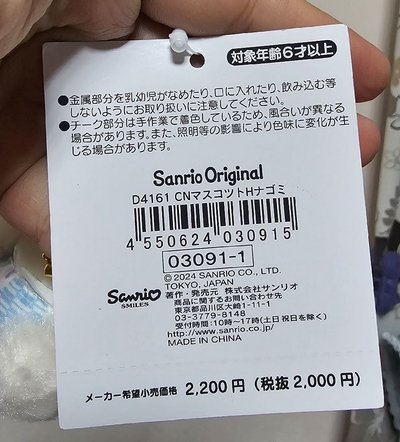 対象年齢6才以上
●金属部分を乳幼児がなめたり、口に入れたり、飲み込む等
しないようにお取り扱いに注意してください。
●チーク部分は手作業で着色しているため、風合いが異なる
場合があります。また、照明等の影響により色味に変化が生
じる場合があります。
Sanrio Original
D4161 CNマスコットHナゴミ
4 550624 030915
03091-1
© 2024 SANRIO CO., LTD.
TOKYO, JAPAN
著作・発売元 株式会社サンリオ
商品に関するお問い合わせ先
東京都品川区大崎1-11-1
03-3779-8148
受付時間:10時〜17時(土日祝日を除く)
http://www.sanrio.co.jp/
MADE IN CHINA
Sanrio
SMILES
メーカー希望小売価格 2,200円(税抜2,000円)